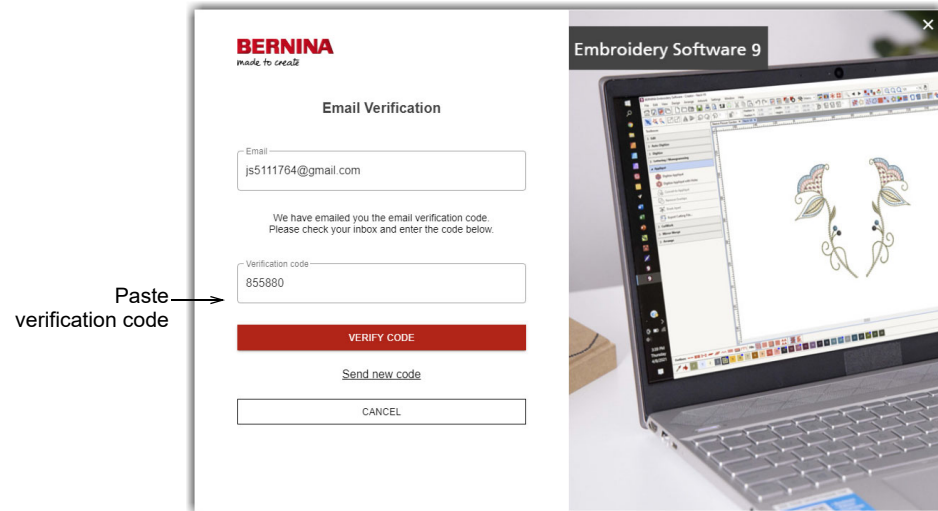 BERNINA
made to create
Embroidery Software 9
Email Verification
Email
js5111764@gmail.com
We have emailed you the email verification code.
Please check your inbox and enter the code below.
Verification code
855880
Paste
verification code
VERIFY CODE
Send new code
CANCEL